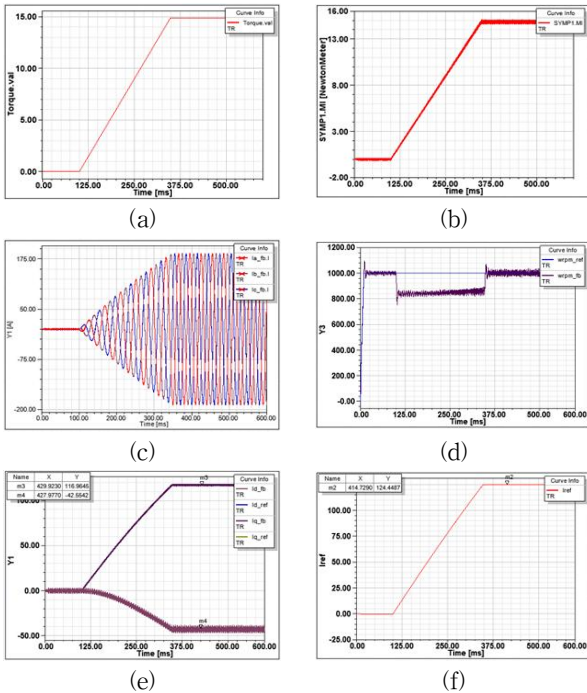 Curve Info
Torque.val
TR
15.00
10.00
5.00
0.00
Torque.val
0.00 125.00 250.00 375.00 500.00
Time [ms]
(a)
Curve Info
SYMP1.MI
TR
16.00
12.00
8.00
3.00
-2.00
SYMP1.MI [NewtonMeter]
0.00 125.00 250.00 375.00 500.00
Time [ms]
(b)
Curve Info
Ia_fb.I
TR
Ib_fb.I
TR
TR
175.00
50.00
-75.00
-200.00
Y1 [A]
0.00 100.00 200.00 300.00 400.00 500.00 600.00
Time [ms]
(c)
Curve Info
wrpm_ref
TR
wrpm_fb
TR
1200.00
1000.00
800.00
600.00
400.00
200.00
-0.00
Y3
0.00 125.00 250.00 375.00 500.00 600.00
Time [ms]
(d)
Name X Y
m3 429.9230 116.9645
m4 427.9770 -42.5542
m3
Curve Info
Id_fb
TR
Id_ref
TR
Iq_fb
TR
Iq_ref
TR
100.00
50.00
0.00
-50.00
Y1
m4
0.00 125.00 250.00 375.00 500.00 600.00
Time [ms]
(e)
Name X Y
m2 414.7290 124.4487
m2
Curve Info
Iref
TR
100.00
75.00
50.00
25.00
0.00
-25.00
Iref
0.00 125.00 250.00 375.00 500.00 600.00
Time [ms]
(f)